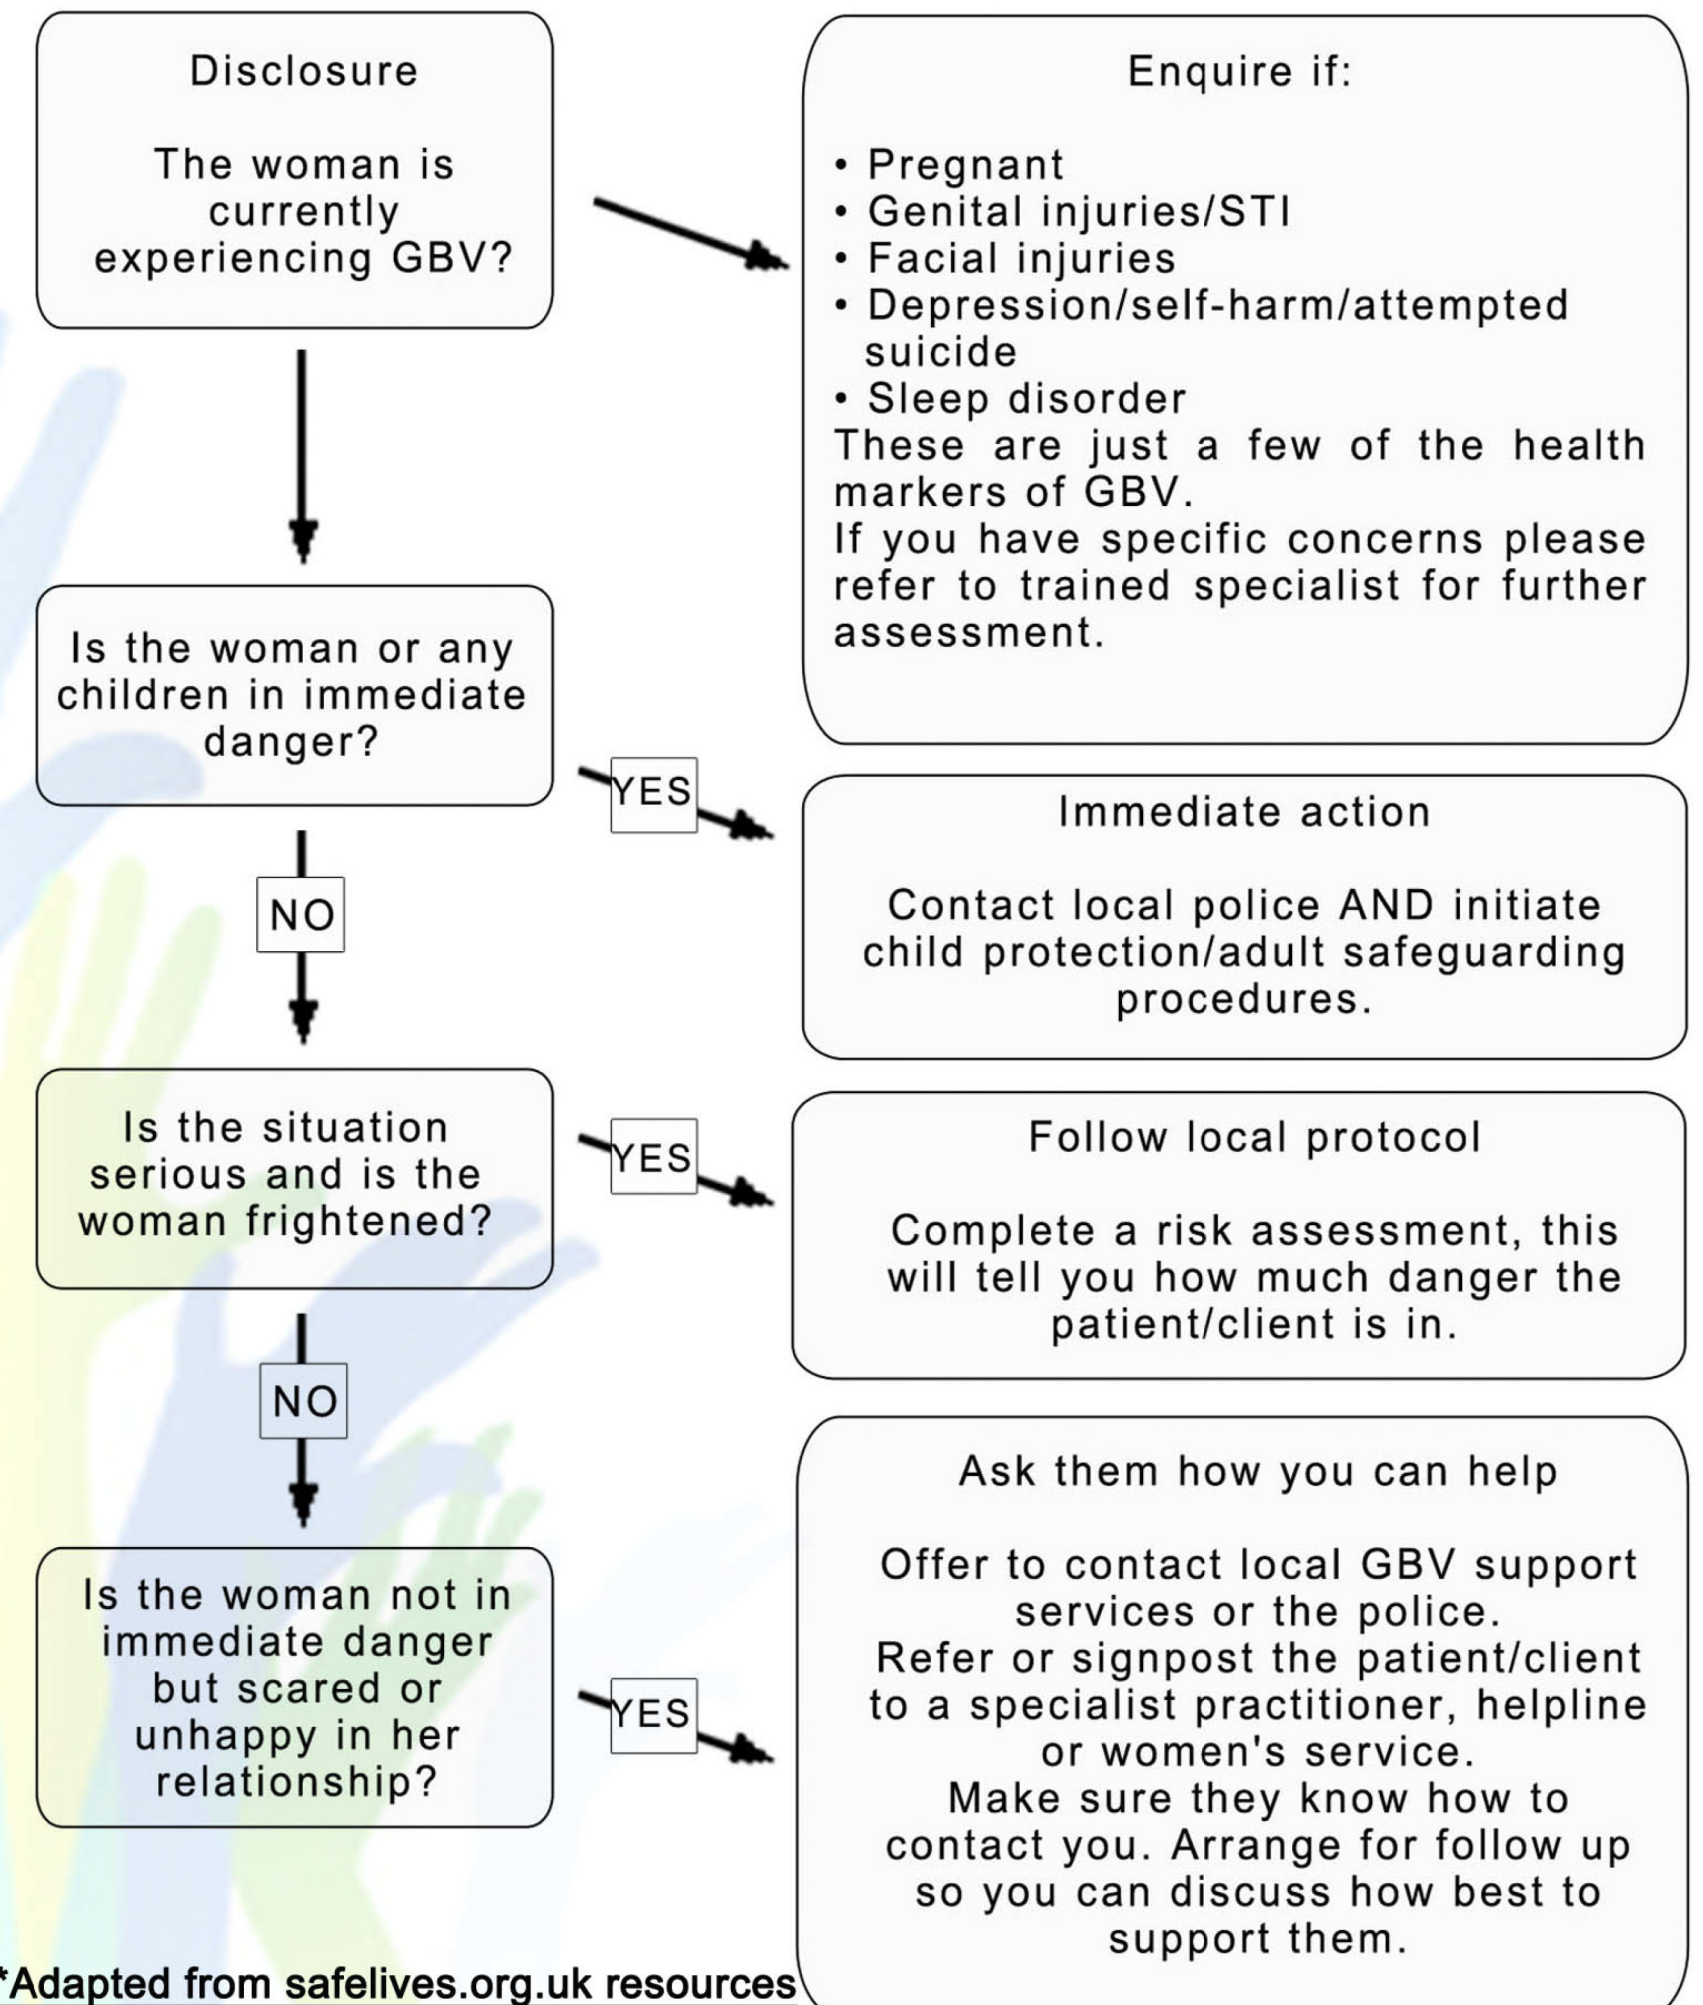 Disclosure
The woman is
currently
experiencing GBV?
Enquire if:
• Pregnant
• Genital injuries/STI
• Facial injuries
• Depression/self-harm/attempted
suicide
• Sleep disorder
These are just a few of the health
markers of GBV.
If you have specific concerns please
refer to trained specialist for further
assessment.
Is the woman or any
children in immediate
danger?
YES
Immediate action
Contact local police AND initiate
child protection/adult safeguarding
procedures.
NO
Is the situation
serious and is the
woman frightened?
YES
Follow local protocol
Complete a risk assessment, this
will tell you how much danger the
patient/client is in.
NO
Is the woman not in
immediate danger
but scared or
unhappy in her
relationship?
YES
Ask them how you can help
Offer to contact local GBV support
services or the police.
Refer or signpost the patient/client
to a specialist practitioner, helpline
or women's service.
Make sure they know how to
contact you. Arrange for follow up
so you can discuss how best to
support them.
*Adapted from safelives.org.uk resources